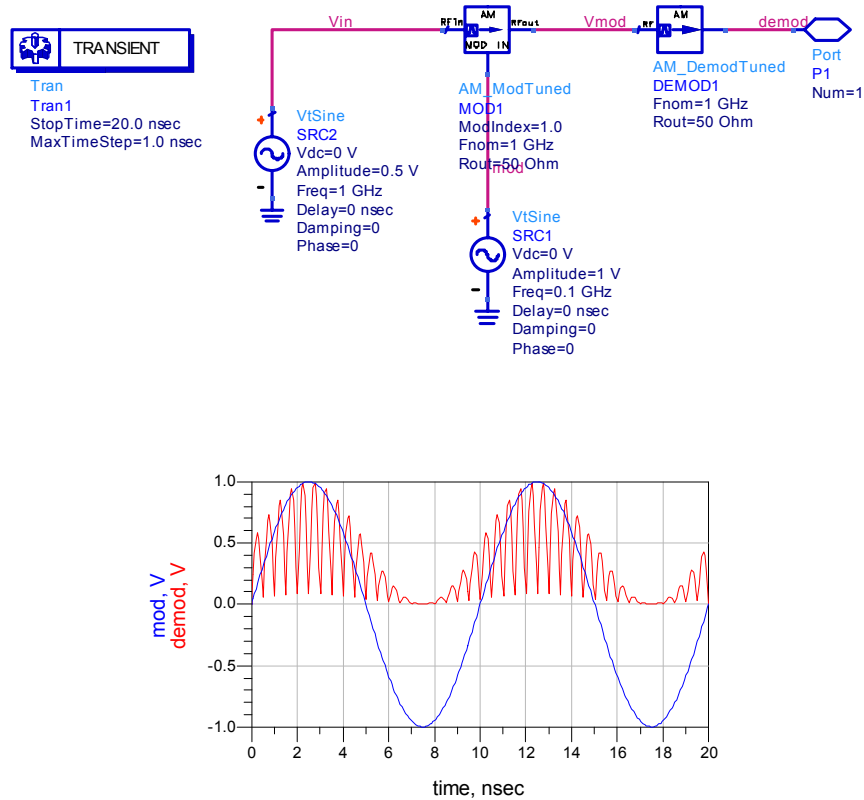 TRANSIENT
Tran
Tran1
StopTime=20.0 nsec
MaxTimeStep=1.0 nsec
Vin
RF in
AM
RFout
MOD IN
Vmod
RF
AM
demod
AM_ModTuned
MOD1
ModIndex=1.0
Fnom=1 GHz
Rout=50 Ohm
mod
AM_DemodTuned
DEMOD1
Fnom=1 GHz
Rout=50 Ohm
Port
P1
Num=1
+
VtSine
SRC2
Vdc=0 V
Amplitude=0.5 V
Freq=1 GHz
Delay=0 nsec
Damping=0
Phase=0
-
+
VtSine
SRC1
Vdc=0 V
Amplitude=1 V
Freq=0.1 GHz
Delay=0 nsec
Damping=0
Phase=0
-
mod, V
demod, V
1.0
0.5
0.0
-0.5
-1.0
0 2 4 6 8 10 12 14 16 18 20
time, nsec